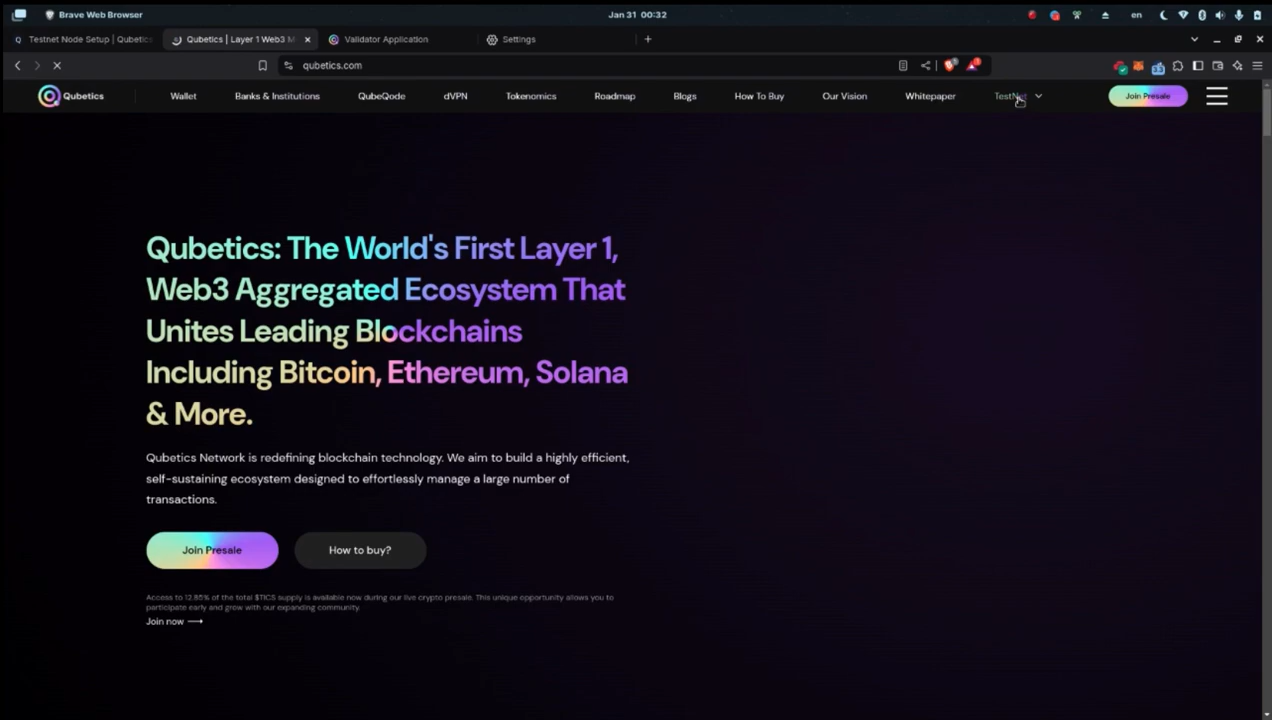 Brave Web Browser
Jan 31 00:32
en
Testnet Node Setup | Qubetic
Qubetics | Layer 1 Web3 M
Validator Application
Settings
qubetics.com
Qubetics
Wallet
Banks & Institutions
QubeQode
dVPN
Tokenomics
Roadmap
Blogs
How To Buy
Our Vision
Whitepaper
TestNet
Join Presale
Qubetics: The World's First Layer 1,
Web3 Aggregated Ecosystem That
Unites Leading Blockchains
Including Bitcoin, Ethereum, Solana
& More.
Qubetics Network is redefining blockchain technology. We aim to build a highly efficient,
self-sustaining ecosystem designed to effortlessly manage a large number of
transactions.
Join Presale
How to buy?
Access to 12.85% of the total $TICS supply is available now during our live crypto presale. This unique opportunity allows you to
participate early and grow with our expanding community.
Join now ⟶